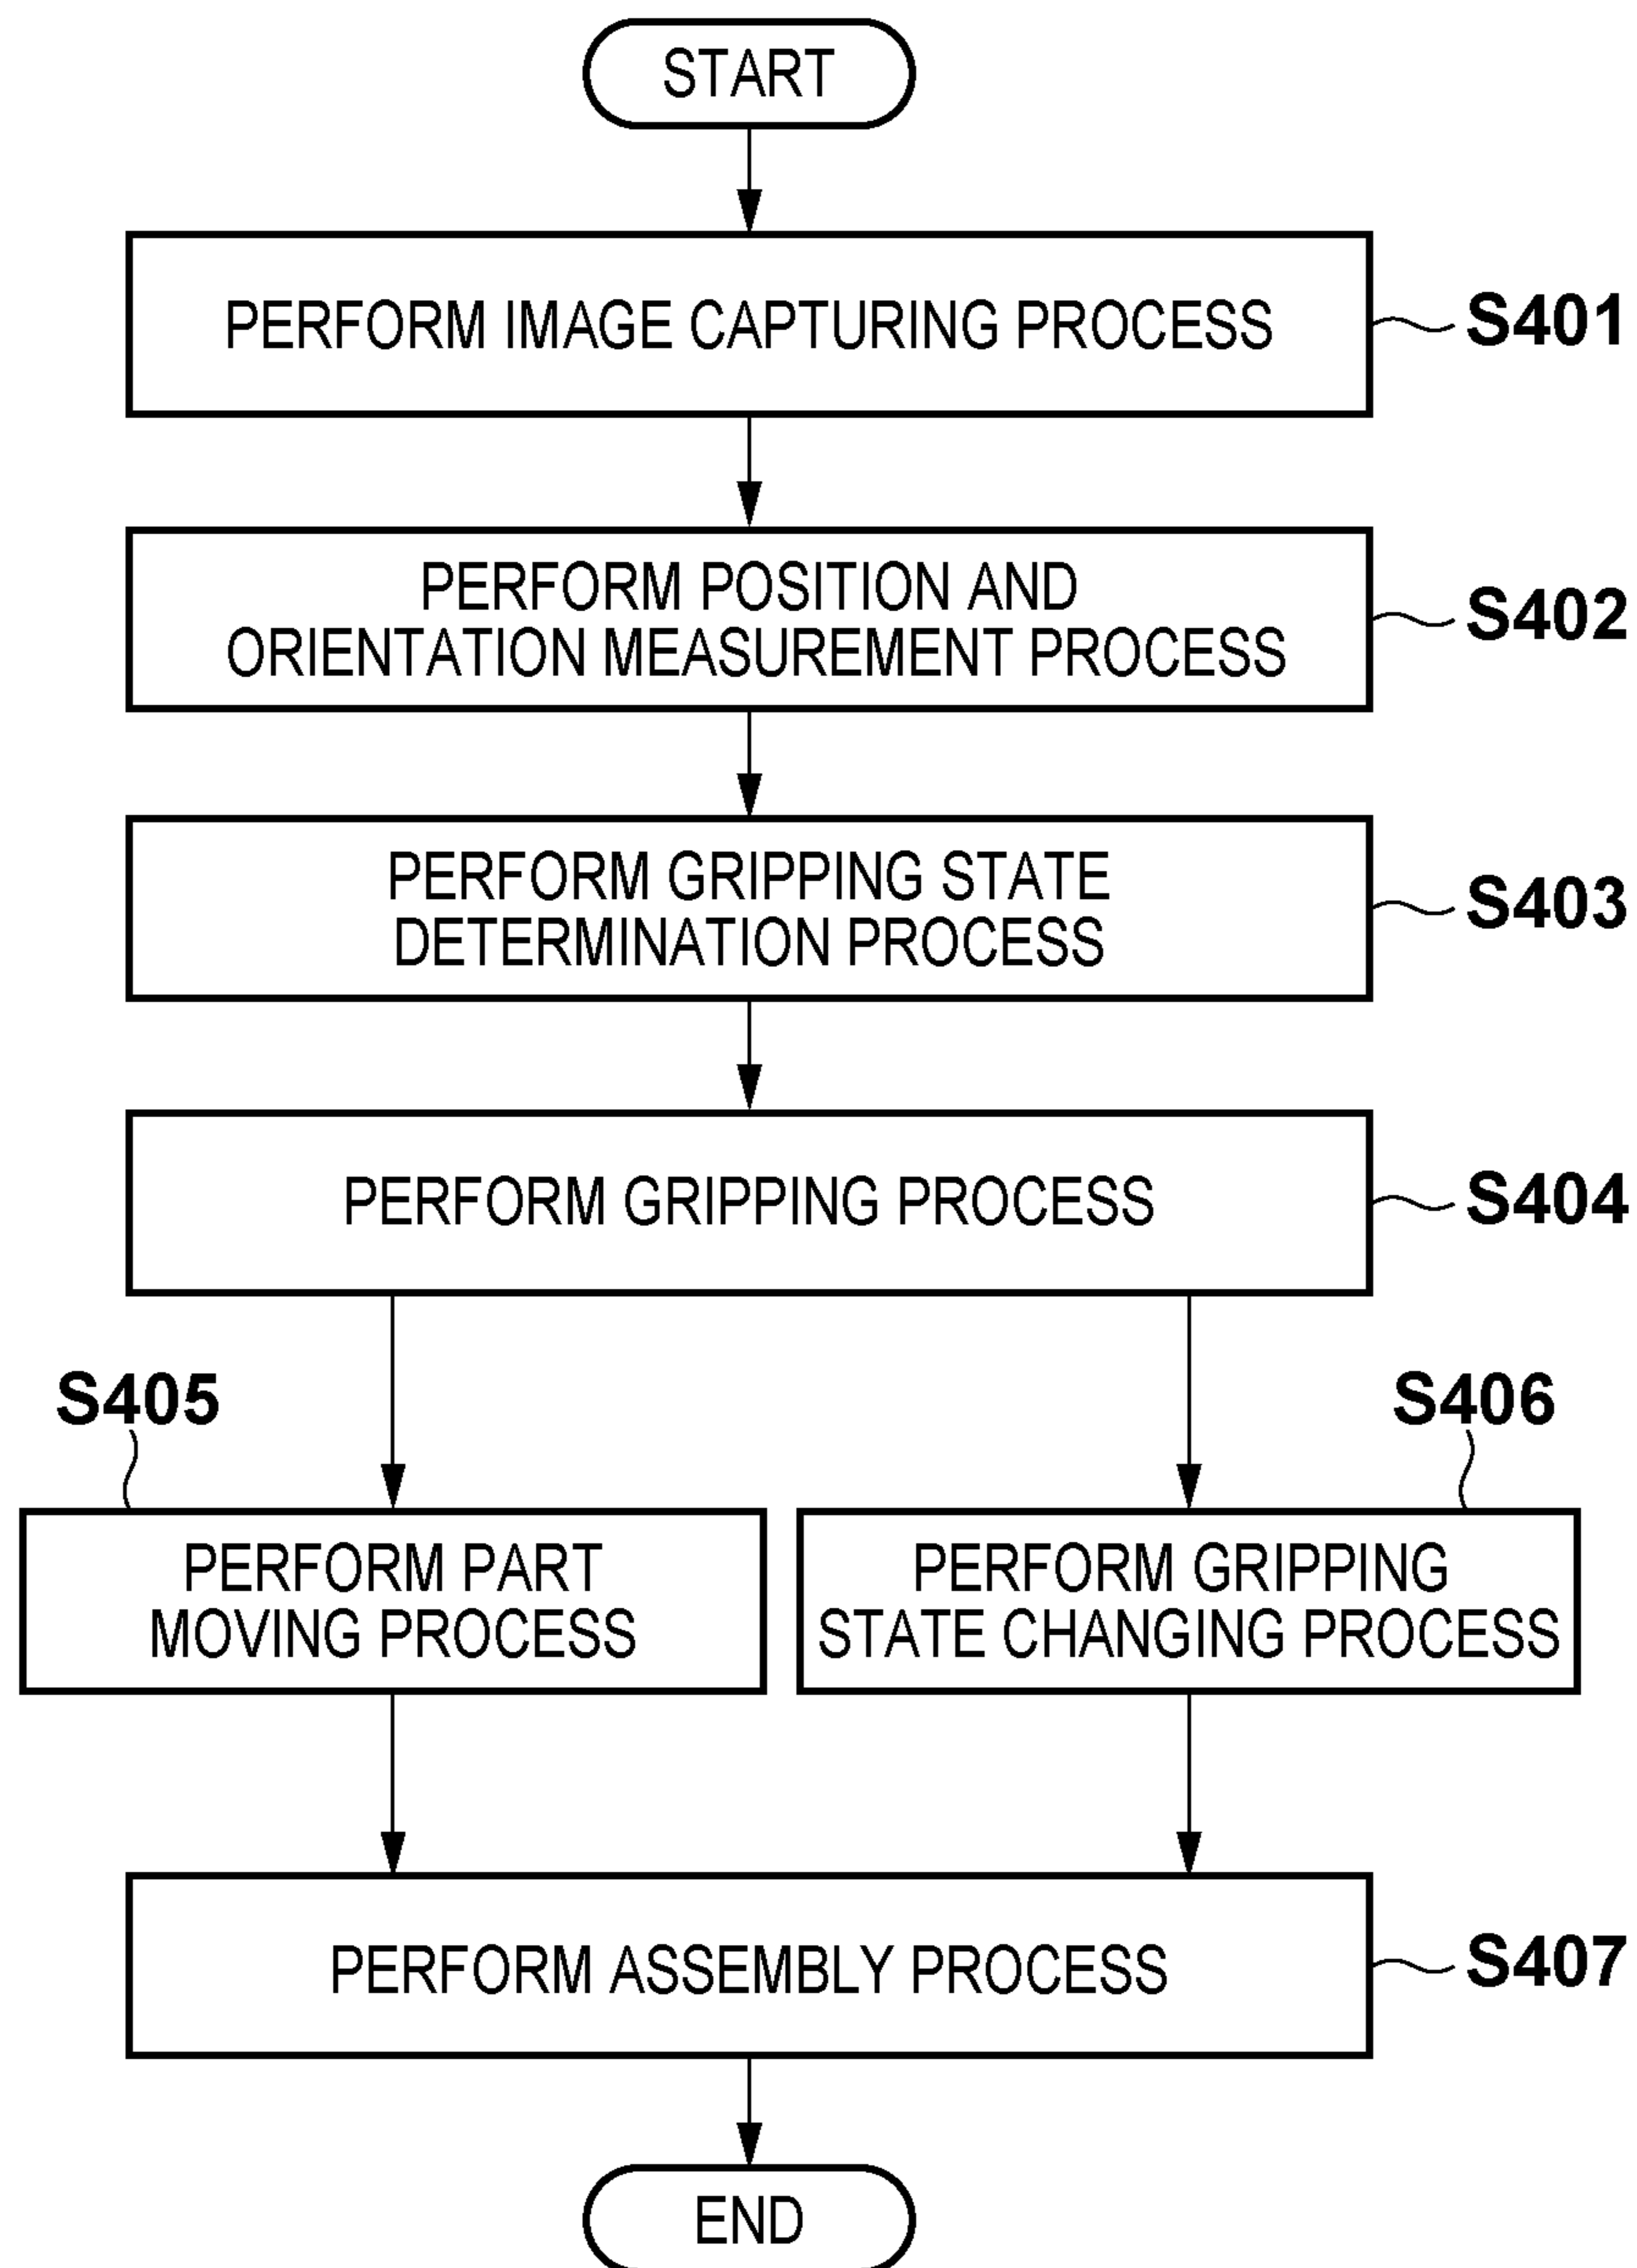 START
PERFORM IMAGE CAPTURING PROCESS
S401
PERFORM POSITION AND
ORIENTATION MEASUREMENT PROCESS
S402
PERFORM GRIPPING STATE
DETERMINATION PROCESS
S403
PERFORM GRIPPING PROCESS
S404
S405
PERFORM PART
MOVING PROCESS
S406
PERFORM GRIPPING
STATE CHANGING PROCESS
PERFORM ASSEMBLY PROCESS
S407
END